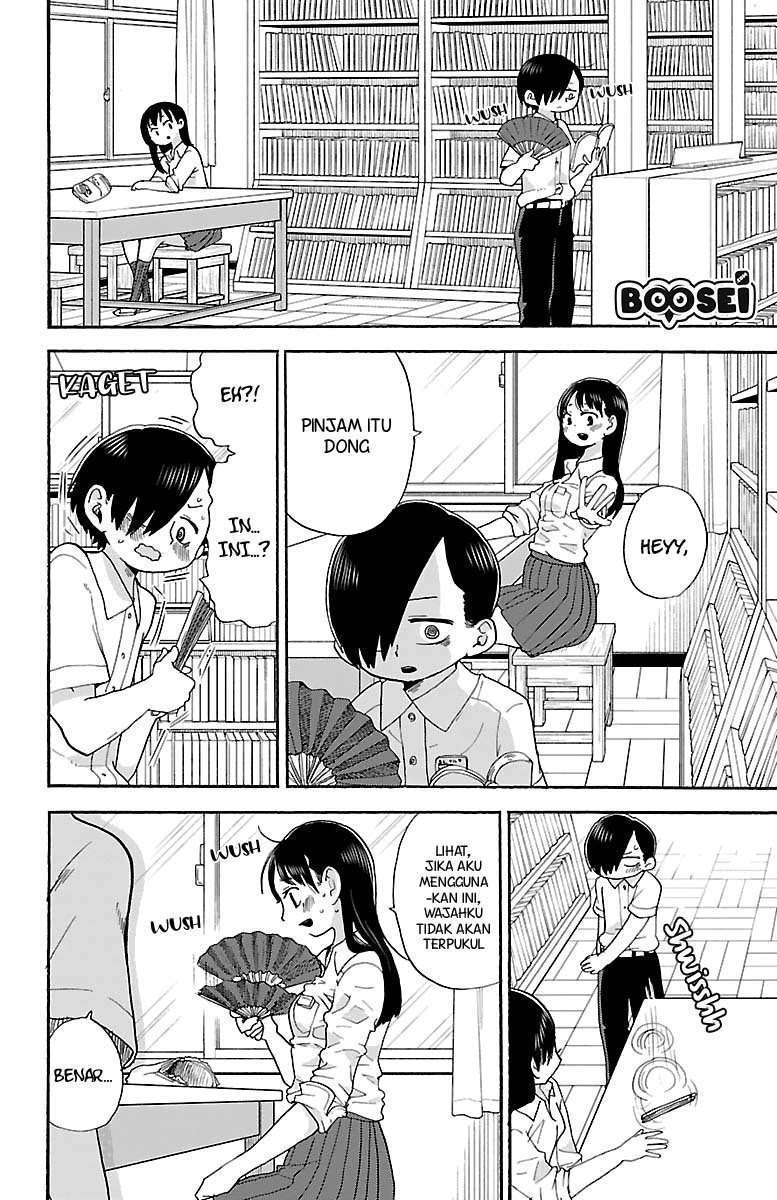 WUSH
WUSH
BOOSEI
HEYY,
PINJAM ITU
DONG
KAGET
EH?!
IN...
INI...?
shwisshh
LIHAT,
JIKA AKU
MENGGUNA
-KAN INI,
WAJAHKU
TIDAK AKAN
TERPUKUL
WUSH
WUSH
BENAR...